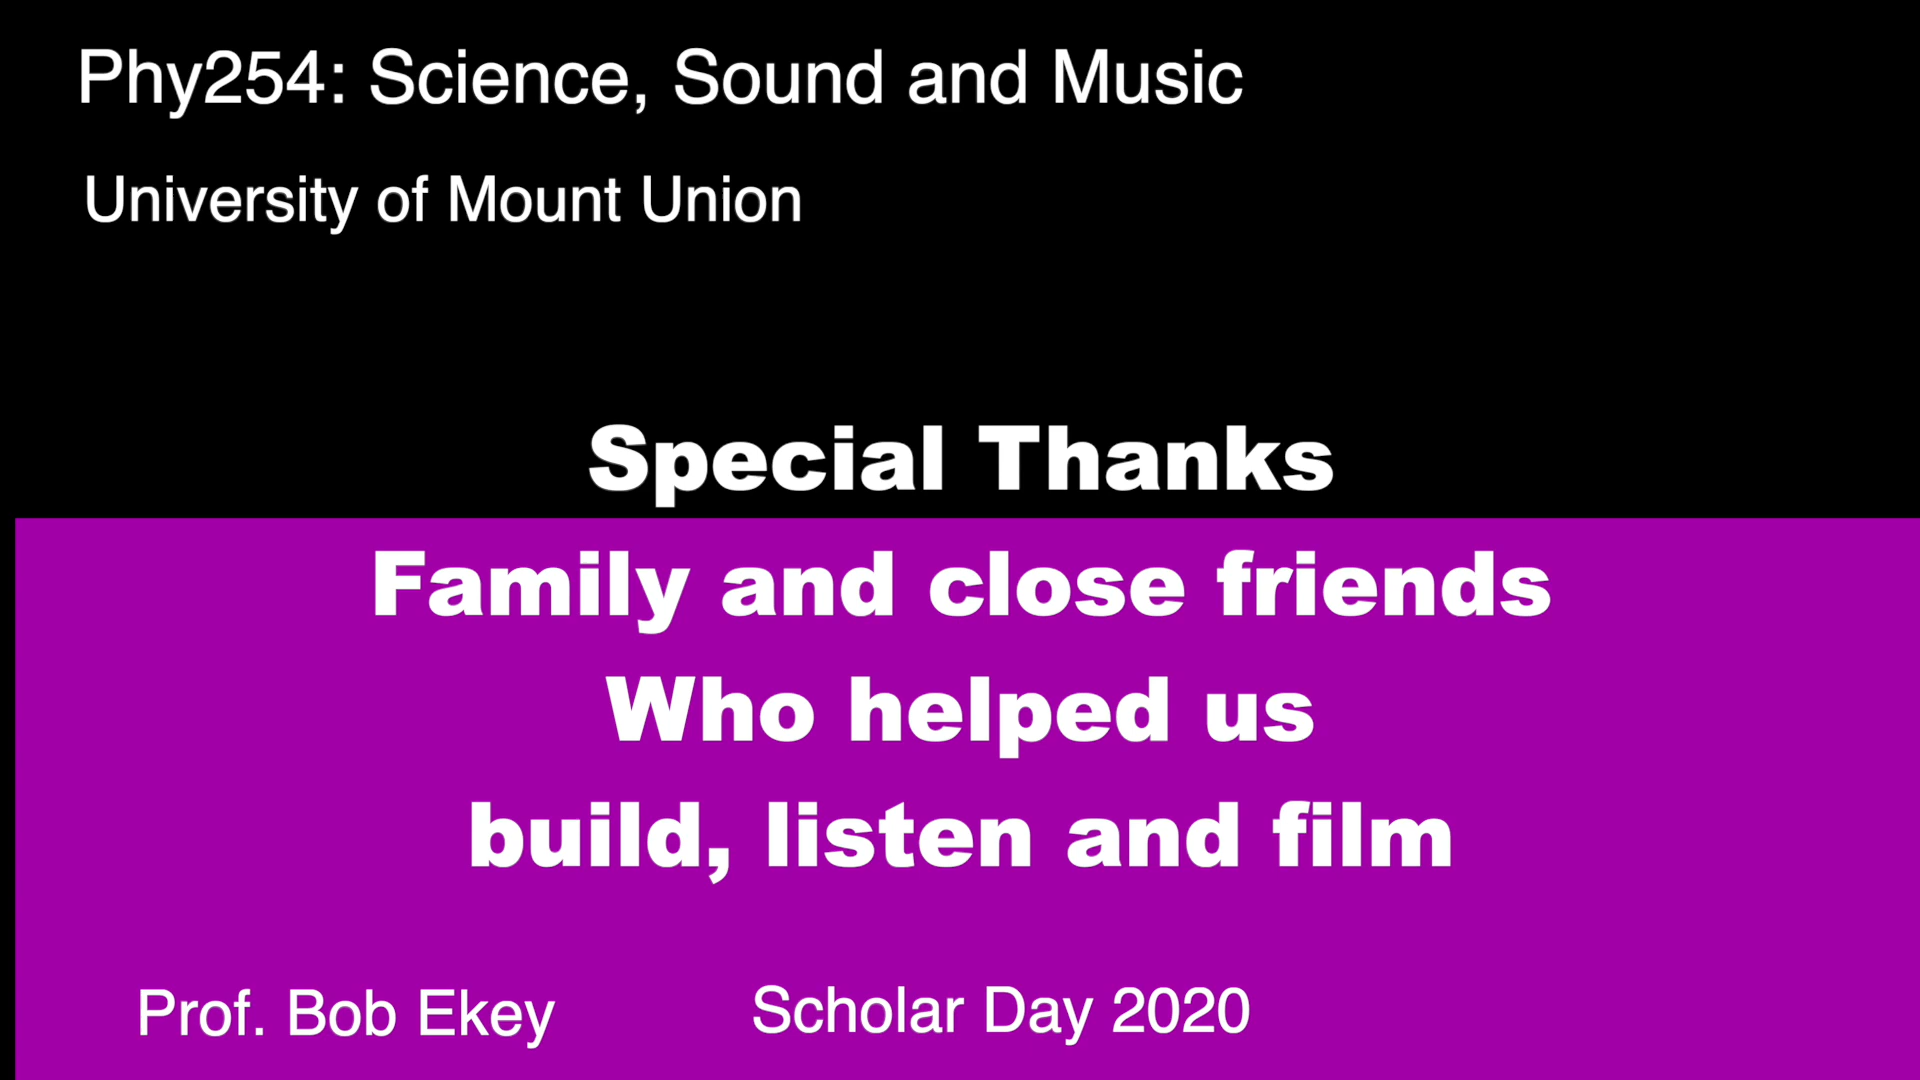 Phy254: Science, Sound and Music
University of Mount Union
Special Thanks
Family and close friends
Who helped us
build, listen and film
Prof. Bob Ekey
Scholar Day 2020